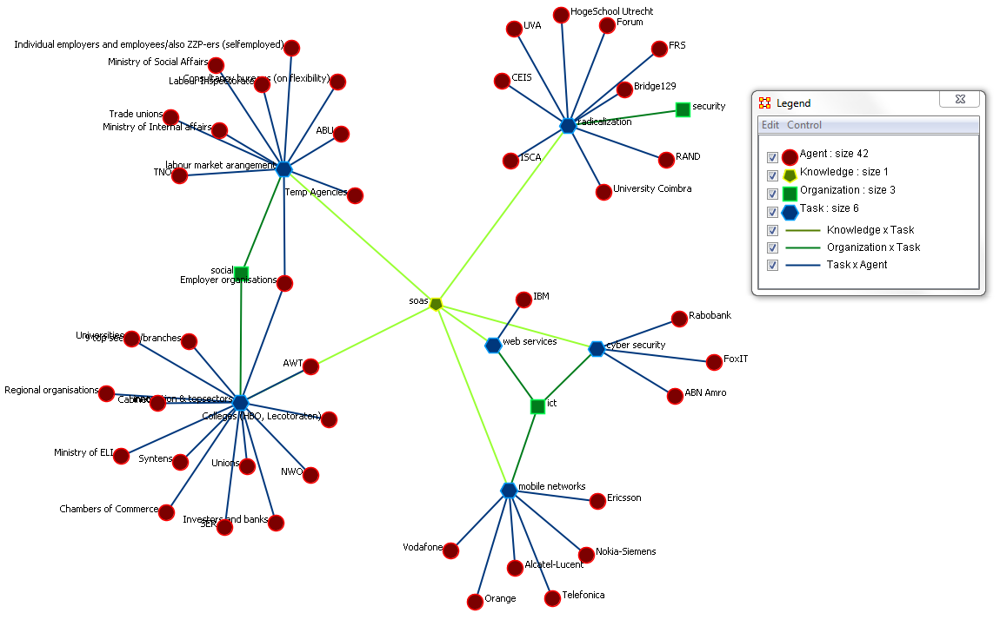 HogeSchool Utrecht
UVA
Forum
FRS
CEIS
Bridge129
security
radicalization
ISCA
RAND
University Coimbra
Individual employers and employees/also ZZP-ers (selfemployed)
Ministry of Social Affairs
Consultancy bureaus (on flexibility)
Labour Inspectorate
Trade unions
Ministry of Internal affairs
ABU
labour market arangement
TNO
Temp Agencies
social
Employer organisations
soas
IBM
web services
Rabobank
cyber security
FoxIT
ABN Amro
ict
Universities
/branches
AWT
Regional organisations
& topsectors
Colleges (HBO, Lecotoraten)
Ministry of ELI
Syntens
Unions
NWO
Chambers of Commerce
Investors and banks
SER
mobile networks
Ericsson
Vodafone
Nokia-Siemens
Alcatel-Lucent
Orange
Telefonica
Legend
Edit Control
Agent : size 42
Knowledge : size 1
Organization : size 3
Task : size 6
Knowledge x Task
Organization x Task
Task x Agent